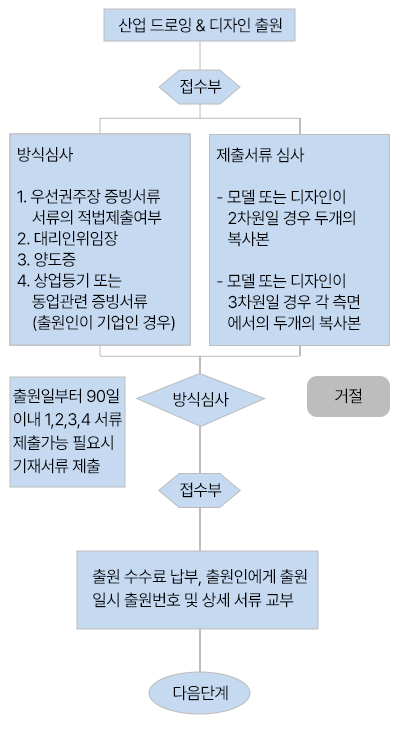 산업 드로잉 & 디자인 출원
접수부
방식심사
1. 우선권주장 증빙서류
서류의 적법제출여부
2. 대리인위임장
3. 양도증
4. 상업등기 또는
동업관련 증빙서류
(출원인이 기업인 경우)
제출서류 심사
- 모델 또는 디자인이
2차원일 경우 두개의
복사본
- 모델 또는 디자인이
3차원일 경우 각 측면
에서의 두개의 복사본
출원일부터 90일
이내 1,2,3,4 서류
제출가능 필요시
기재서류 제출
방식심사
거절
접수부
출원 수수료 납부, 출원인에게 출원
일시 출원번호 및 상세 서류 교부
다음단계